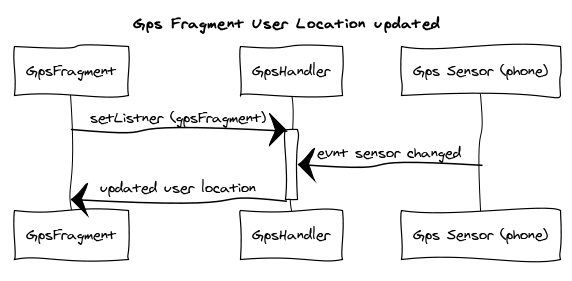 Gps Fragment User Location updated
GpsFragment
GpsHandler
Gps Sensor (phone)
setListner (gpsFragment)
evnt sensor changed
updated user location
GpsFragment
GpsHandler
Gps Sensor (phone)